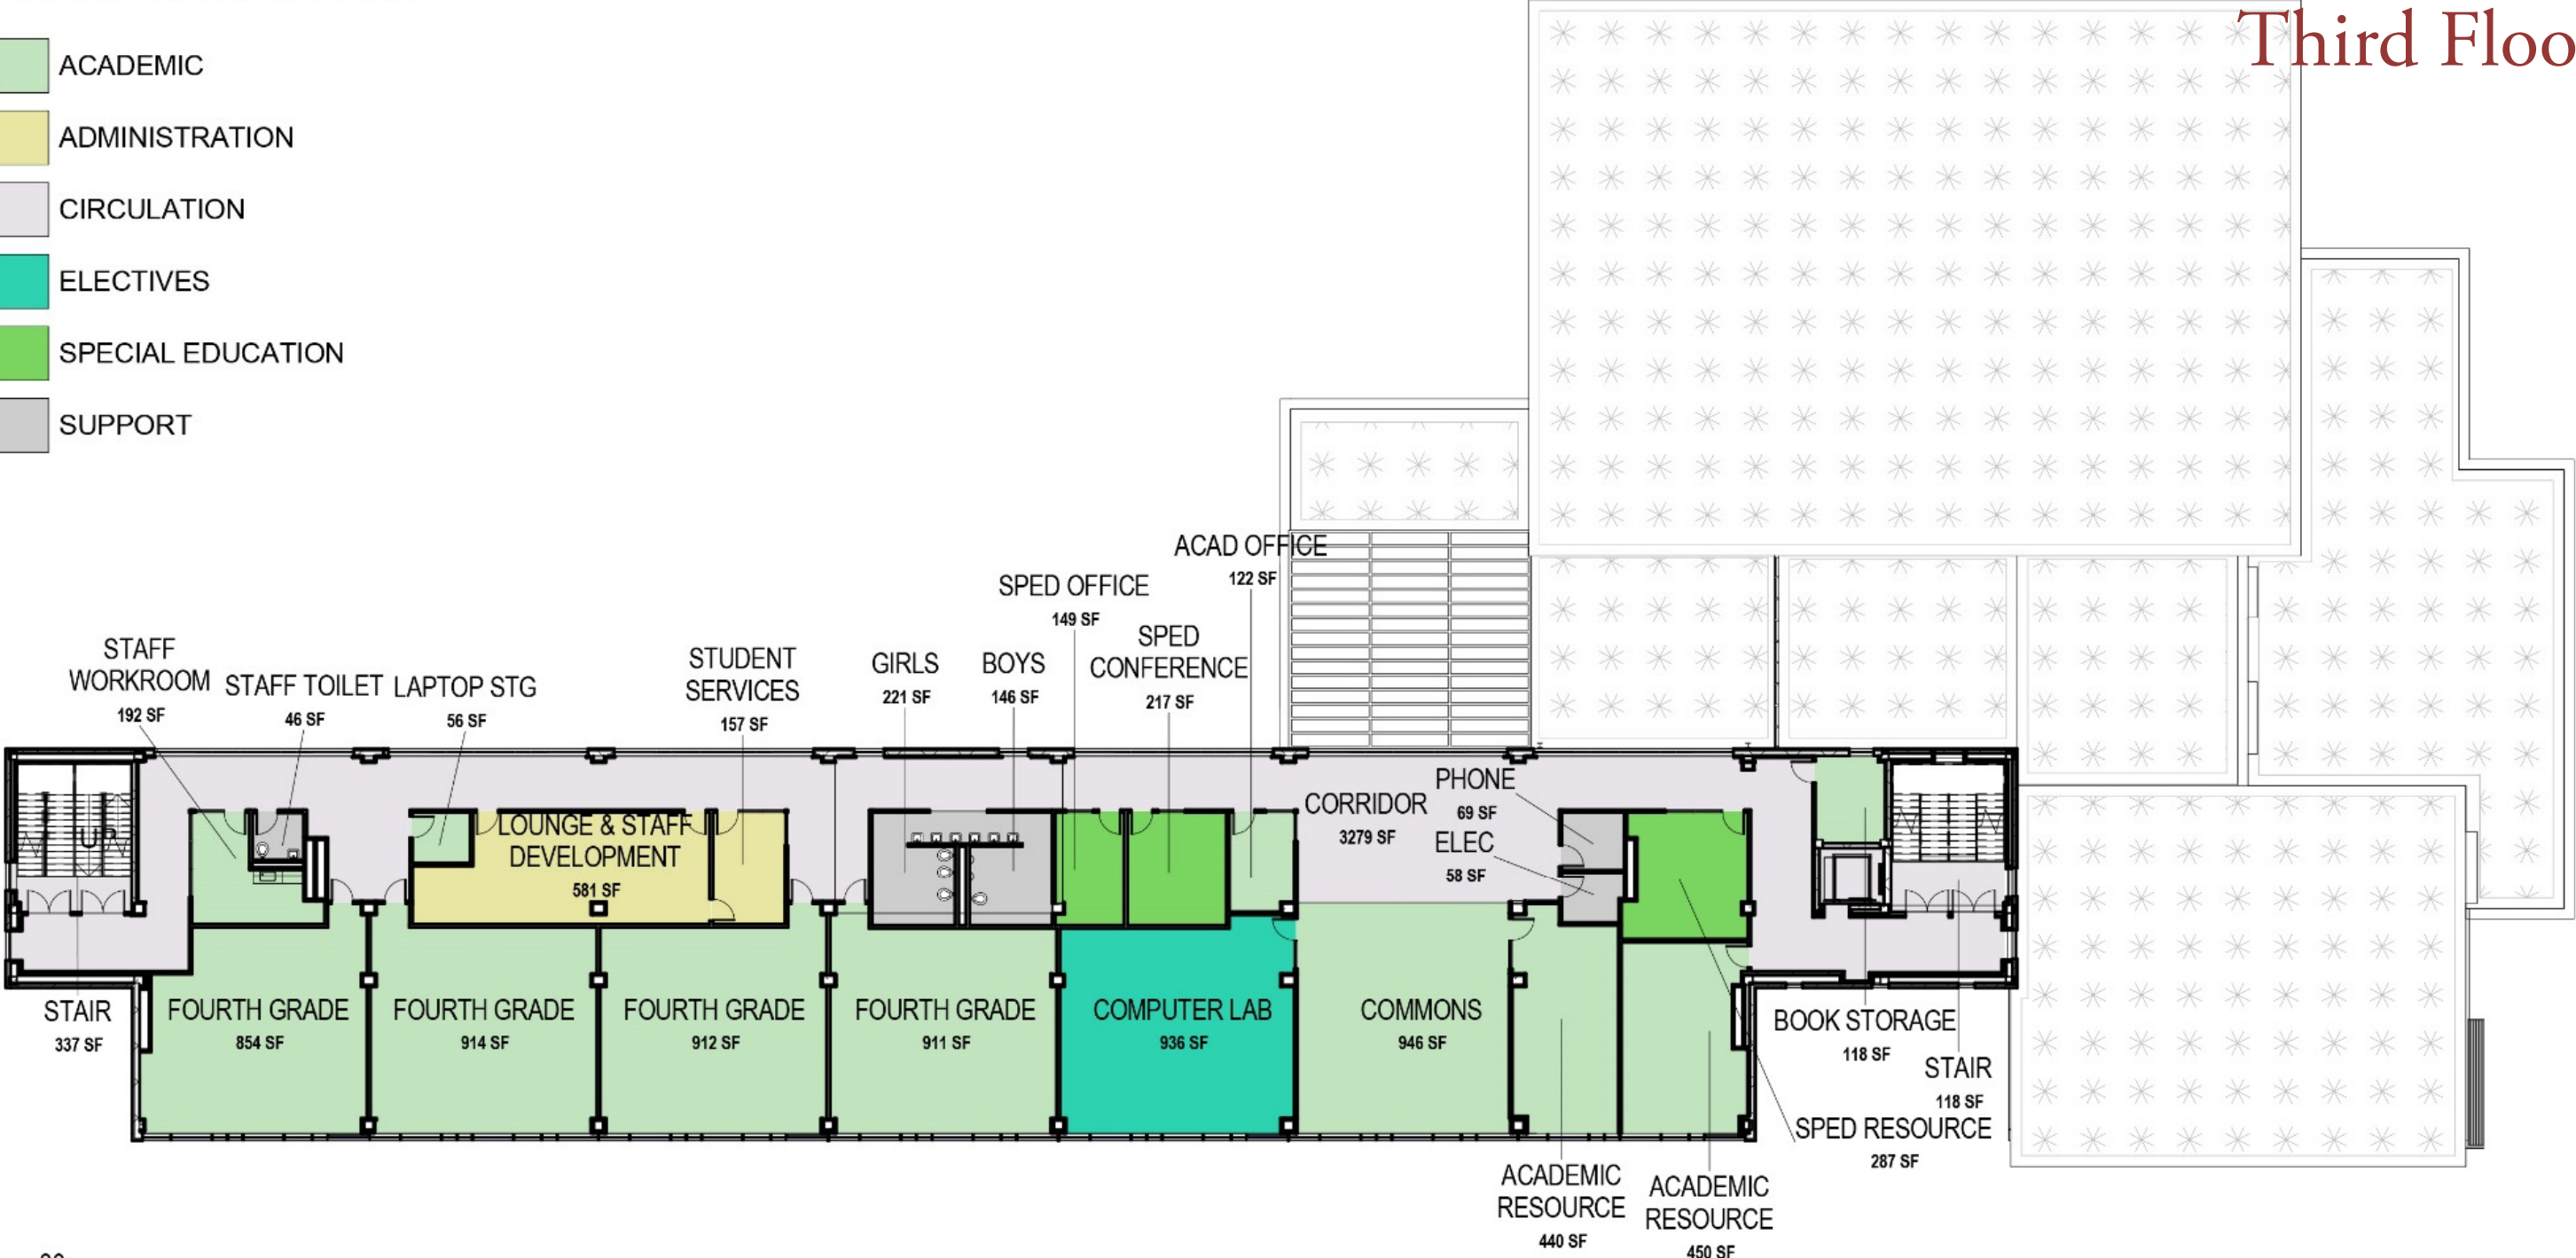 Third Floo
ACADEMIC
ADMINISTRATION
CIRCULATION
ELECTIVES
SPECIAL EDUCATION
SUPPORT
ACAD OFFICE
122 SF
SPED OFFICE
149 SF
SPED
CONFERENCE
217 SF
STAFF
WORKROOM
192 SF
STAFF TOILET
46 SF
LAPTOP STG
56 SF
STUDENT
SERVICES
157 SF
GIRLS
221 SF
BOYS
146 SF
UP
LOUNGE & STAFF
DEVELOPMENT
581 SF
CORRIDOR
3279 SF
PHONE
69 SF
ELEC
58 SF
STAIR
337 SF
FOURTH GRADE
854 SF
FOURTH GRADE
914 SF
FOURTH GRADE
912 SF
FOURTH GRADE
911 SF
COMPUTER LAB
936 SF
COMMONS
946 SF
BOOK STORAGE
118 SF
STAIR
118 SF
SPED RESOURCE
287 SF
ACADEMIC
RESOURCE
440 SF
ACADEMIC
RESOURCE
450 SF